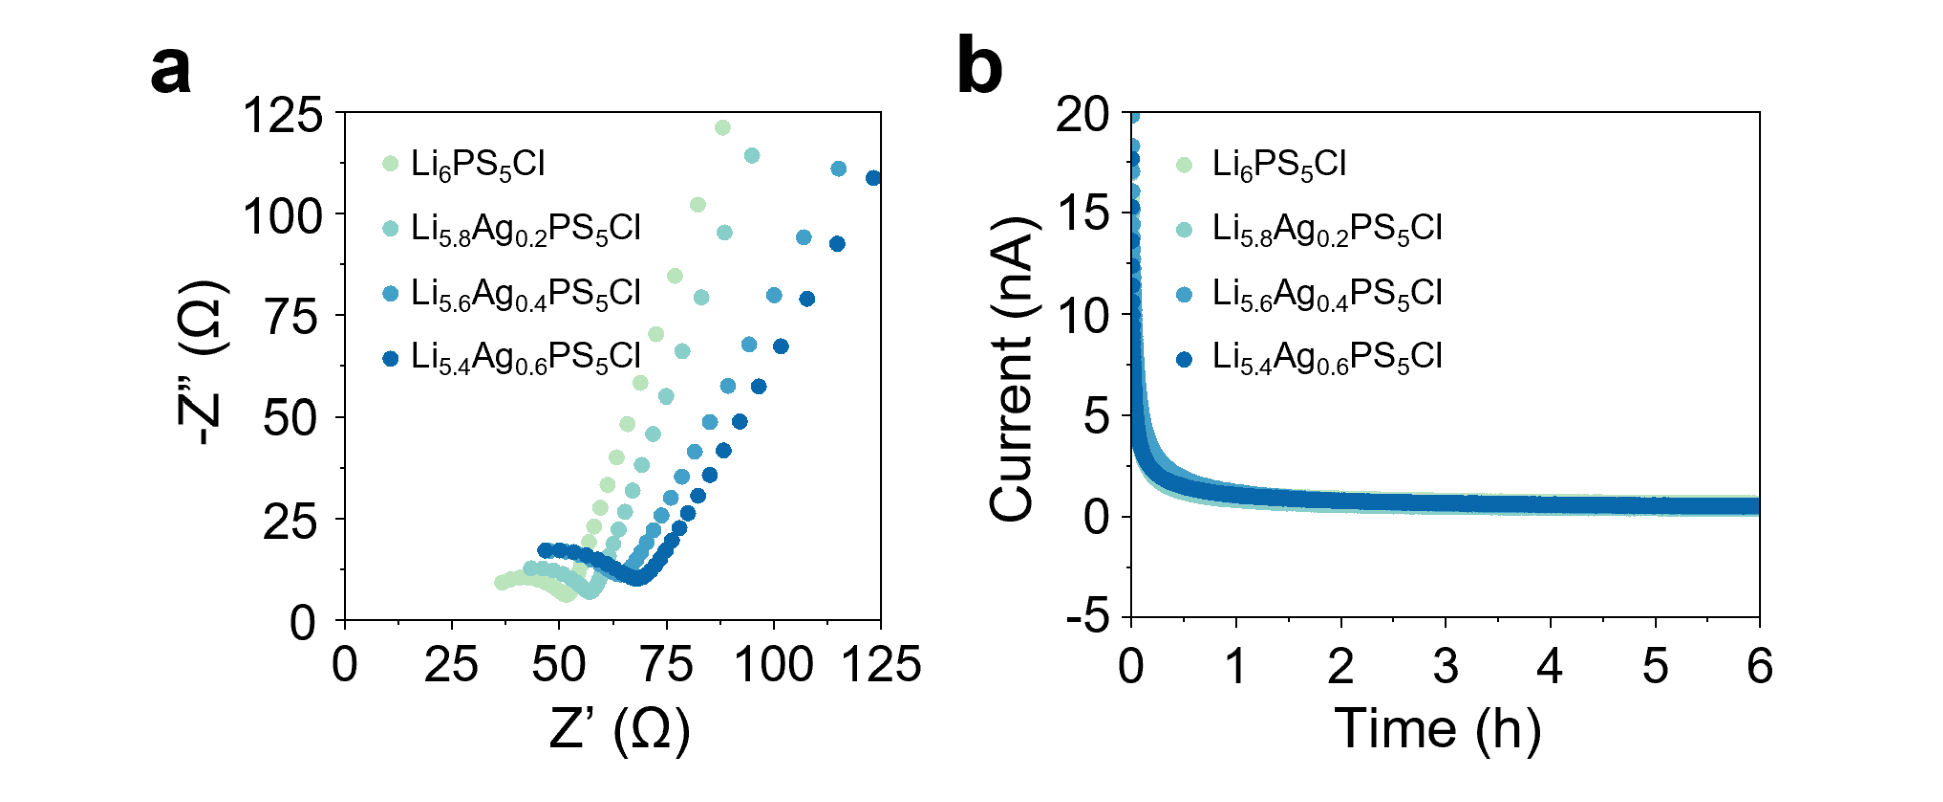 a
125
100
75
50
25
0
-Z” (Ω)
Li6PS5Cl
Li5.8Ag0.2PS5Cl
Li5.6Ag0.4PS5Cl
Li5.4Ag0.6PS5Cl
0 25 50 75 100 125
Z’ (Ω)
b
20
15
10
5
0
-5
Current (nA)
Li6PS5Cl
Li5.8Ag0.2PS5Cl
Li5.6Ag0.4PS5Cl
Li5.4Ag0.6PS5Cl
0 1 2 3 4 5 6
Time (h)